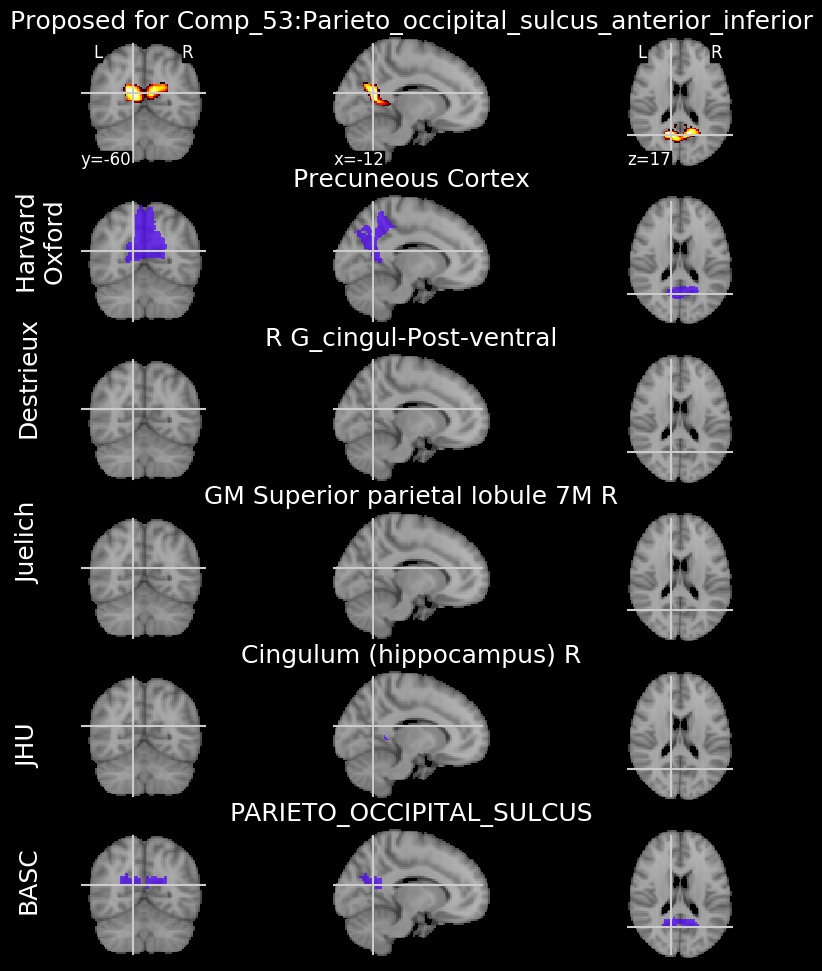 Proposed for Comp_53:Parieto_occipital_sulcus_anterior_inferior
L R L R
y=-60 x=-12 z=17
Precuneous Cortex
Harvard
Oxford
R G_cingul-Post-ventral
Destrieux
GM Superior parietal lobule 7M R
Juelich
Cingulum (hippocampus) R
JHU
PARIETO_OCCIPITAL_SULCUS
BASC